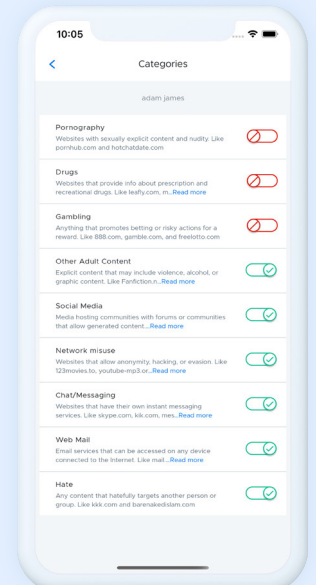 10:05
Categories
adam james
Pornography
Websites with sexually explicit content and nudity. Like
pornhub.com and hotchatdate.com
Drugs
Websites that provide info about prescription and
recreational drugs. Like leafly.com, m...Read more
Gambling
Anything that promotes betting or risky actions for a
reward. Like 888.com, gamble.com, and freelotto.com
Other Adult Content
Explicit content that may include violence, alcohol, or
graphic content. Like Fanfiction.n...Read more
Social Media
Media hosting communities with forums or communities
that allow generated content....Read more
Network misuse
Websites that allow anonymity, hacking, or evasion. Like
123movies.to, youtube-mp3.or...Read more
Chat/Messaging
Websites that have their own instant messaging
services. Like skype.com, kik.com, mes...Read more
Web Mail
Email services that can be accessed on any device
connected to the Internet. Like mail...Read more
Hate
Any content that hatefully targets another person or
group. Like kkk.com and barenakedislam.com